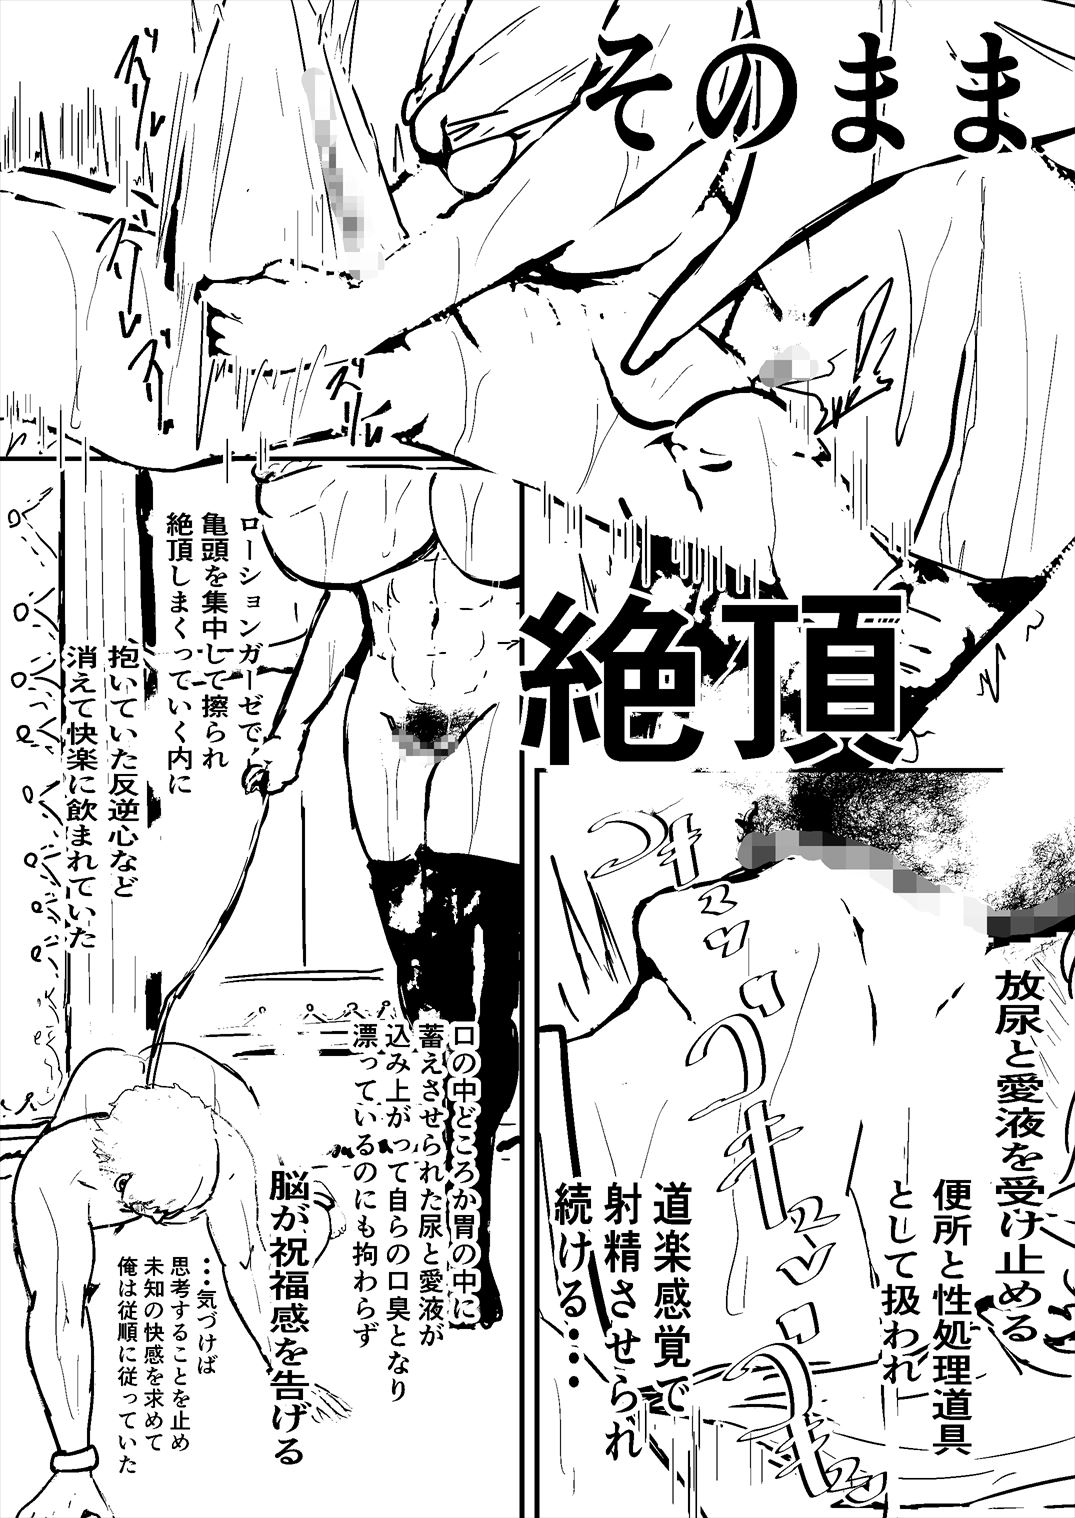 そのまま
絶頂
ズリッ
ズリッ
ズリッ
放尿と愛液を受け止める
便所と性処理道具
として扱われ
道楽感覚で
射精させられ
続ける…
ローションガーゼで
亀頭を集中して擦られ
絶頂しまくっていく内に
抱いていた反逆心など
消えて快楽に飲まれていた
口の中どころか胃の中に
蓄えさせられた尿と愛液が
込み上がって自らの口臭となり
漂っているのにも拘わらず
脳が祝福感を告げる
…気づけば
思考することを止め
未知の快感を求めて
俺は従順に従っていた